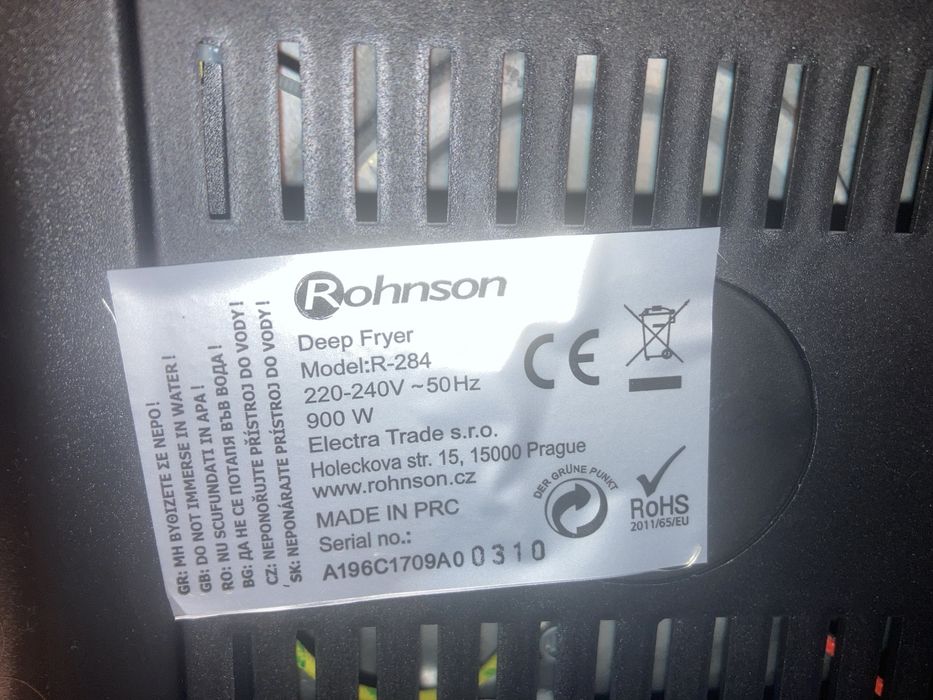 Rohnson
Deep Fryer
Model:R-284
220-240V ~50Hz
900 W
Electra Trade s.r.o.
Holeckova str. 15, 15000 Prague
www.rohnson.cz
MADE IN PRC
Serial no.:
A196C1709A00310
CE
DER GRÜNE PUNKT
RoHS
2011/65/EU
GR: ΜΗ ΒΥΘΙΖΕΤΕ ΣΕ ΝΕΡΟ!
GB: DO NOT IMMERSE IN WATER!
RO: NU SCUFUNDATI IN APA!
BG: ДА НЕ СЕ ПОТАПЯ ВЪВ ВОДА!
CZ: NEPONOŘUJTE PŘÍSTROJ DO VODY!
SK: NEPONÁRAJTE PRÍSTROJ DO VODY!